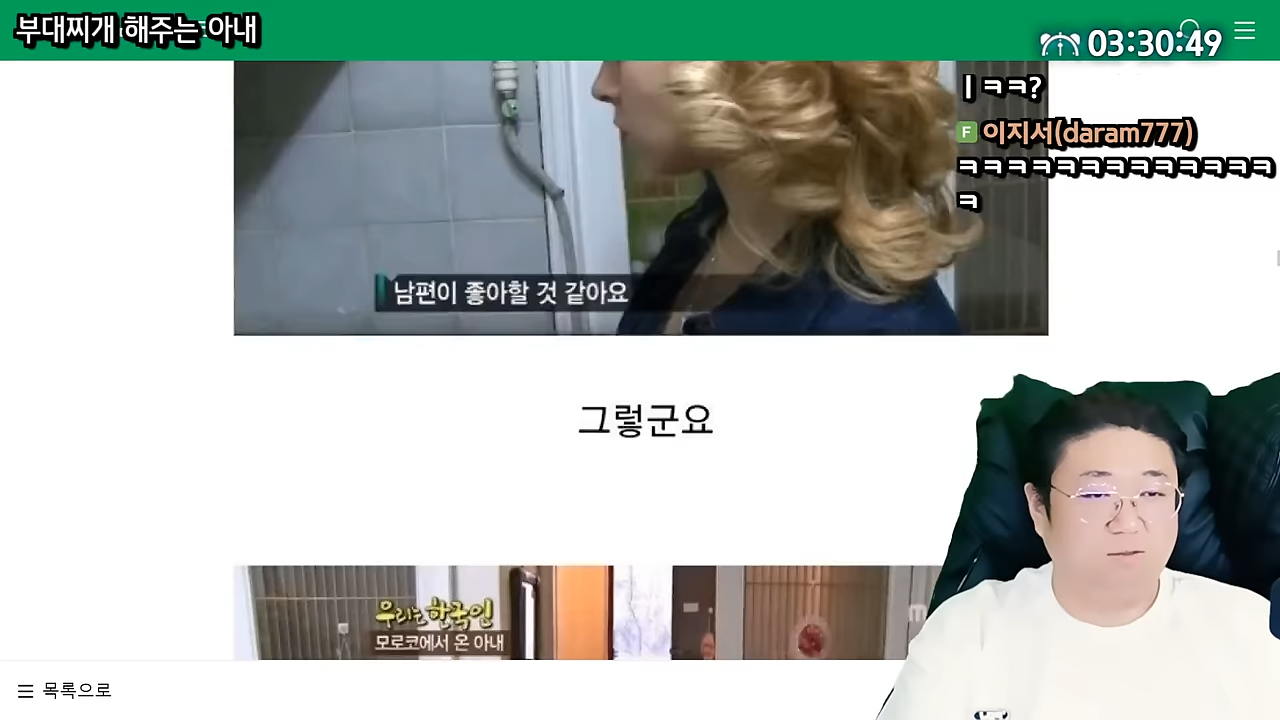 부대찌개 해주는 아내
03:30:49
ㅣㅋㅋ?
F 이지서(daram777)
ㅋㅋㅋㅋㅋㅋㅋㅋㅋㅋㅋㅋㅋ
ㅋ
남편이 좋아할 것 같아요
그렇군요
우리는 한국인
모로코에서 온 아내
목록으로